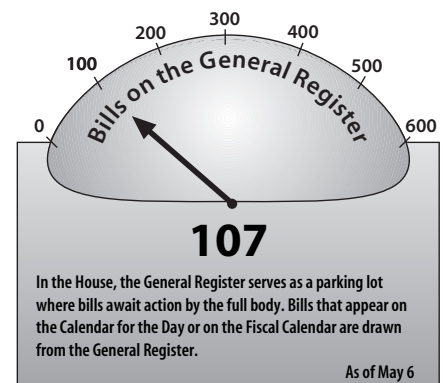 0 100 200 300 400 500 600
Bills on the General Register
107
In the House, the General Register serves as a parking lot
where bills await action by the full body. Bills that appear on
the Calendar for the Day or on the Fiscal Calendar are drawn
from the General Register.
As of May 6